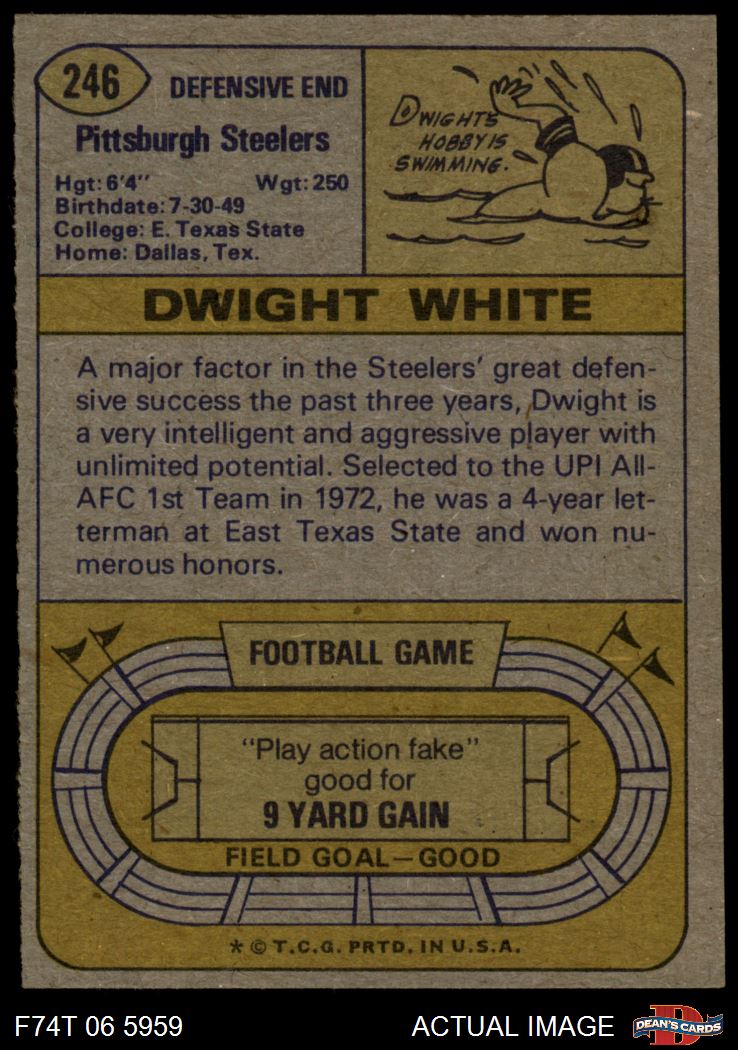 246
DEFENSIVE END
Pittsburgh Steelers
Hgt: 6'4" Wgt: 250
Birthdate: 7-30-49
College: E. Texas State
Home: Dallas, Tex.
DWIGHT'S
HOBBY IS
SWIMMING.
DWIGHT WHITE
A major factor in the Steelers' great defen-
sive success the past three years, Dwight is
a very intelligent and aggressive player with
unlimited potential. Selected to the UPI All-
AFC 1st Team in 1972, he was a 4-year let-
terman at East Texas State and won nu-
merous honors.
FOOTBALL GAME
"Play action fake"
good for
9 YARD GAIN
FIELD GOAL—GOOD
* © T.C.G. PRTD. IN U.S.A.
F74T 06 5959 ACTUAL IMAGE
D
DEAN'S CARDS